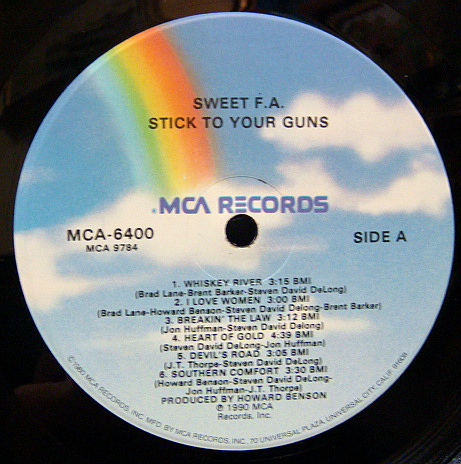 SWEET F.A.
STICK TO YOUR GUNS
MCA RECORDS
MCA-6400
MCA 9784
SIDE A
1. WHISKEY RIVER 3:15 BMI
(Brad Lane-Brent Barker-Steven David DeLong)
2. I LOVE WOMEN 3:00 BMI
(Brad Lane-Howard Benson-Steven David Delong-Brent Barker)
3. BREAKIN' THE LAW 3:12 BMI
(Jon Huffman-Steven David Delong)
4. HEART OF GOLD 4:39 BMI
(Steven David DeLong-Jon Huffman)
5. DEVIL'S ROAD 3:05 BMI
(J.T. Thorpe-Steven David DeLong)
6. SOUTHERN COMFORT 3:30 BMI
(Howard Benson-Steven David DeLong-
Jon Huffman-J.T. Thorpe)
PRODUCED BY HOWARD BENSON
℗ 1990 MCA
Records, Inc.
©1980 MCA RECORDS, INC. MFD. BY MCA RECORDS, INC., 70 UNIVERSAL PLAZA, UNIVERSAL CITY, CALIF. 91608